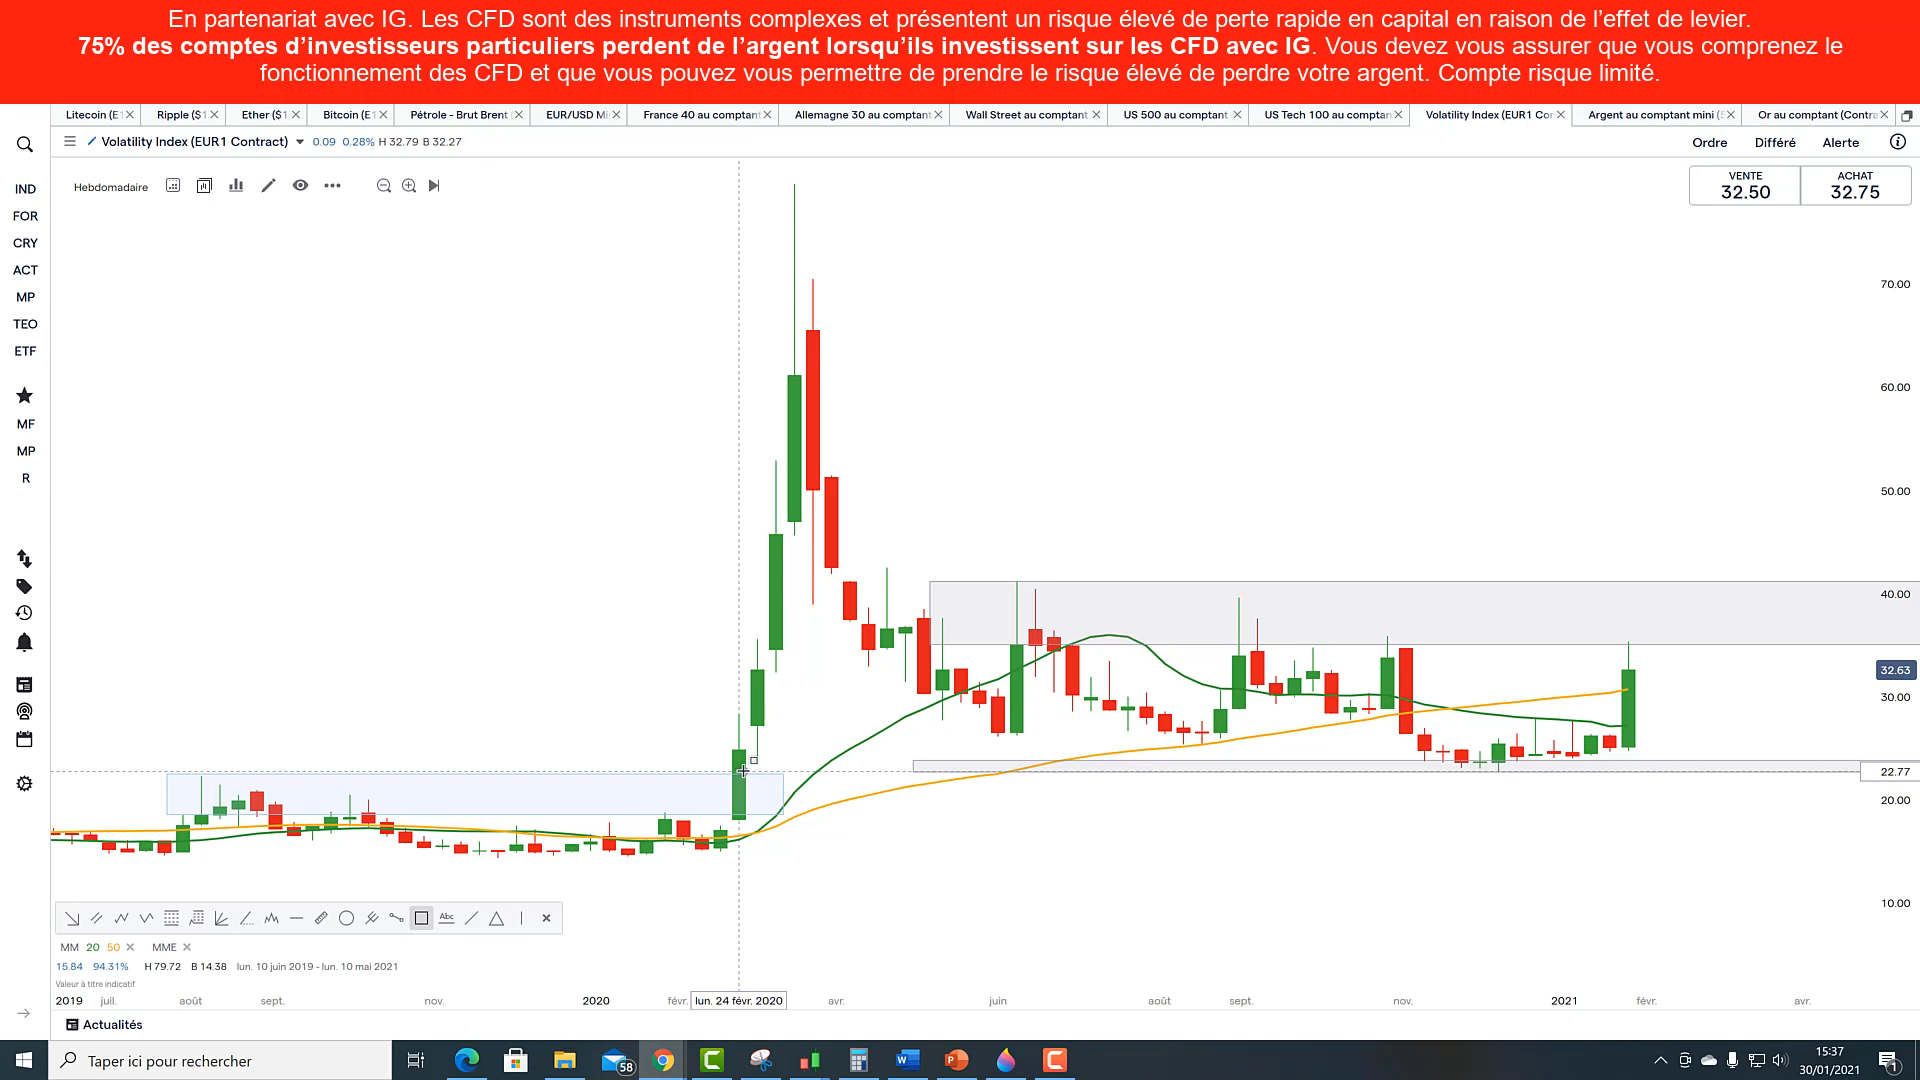 En partenariat avec IG. Les CFD sont des instruments complexes et présentent un risque élevé de perte rapide en capital en raison de l'effet de levier.
75% des comptes d'investisseurs particuliers perdent de l'argent lorsqu'ils investissent sur les CFD avec IG. Vous devez vous assurer que vous comprenez le
fonctionnement des CFD et que vous pouvez vous permettre de prendre le risque élevé de perdre votre argent. Compte risque limité.
Litecoin (E1 Ripple ($1 Ether ($1 Bitcoin (E1 Pétrole - Brut Brent EUR/USD Mi France 40 au comptant Allemagne 30 au comptant Wall Street au comptant US 500 au comptant US Tech 100 au comptan Volatility Index (EUR1 Con Argent au comptant mini (E Or au comptant (Contra
Volatility Index (EUR1 Contract) 0.09 0.28% H 32.79 B 32.27
Ordre Différé Alerte
Hebdomadaire
VENTE ACHAT
32.50 32.75
IND
FOR
CRY
ACT
MP
TEO
ETF
MF
MP
R
70.00
60.00
50.00
40.00
32.63
30.00
22.77
20.00
10.00
Abc
MM 20 50 MME
15.84 94.31% H 79.72 B 14.38 lun. 10 juin 2019 - lun. 10 mai 2021
Valeur à titre indicatif
2019 juil. août sept. nov. 2020 févr. lun. 24 févr. 2020 avr. juin août sept. nov. 2021 févr. avr.
Actualités
Taper ici pour rechercher
58
15:37
30/01/2021
1